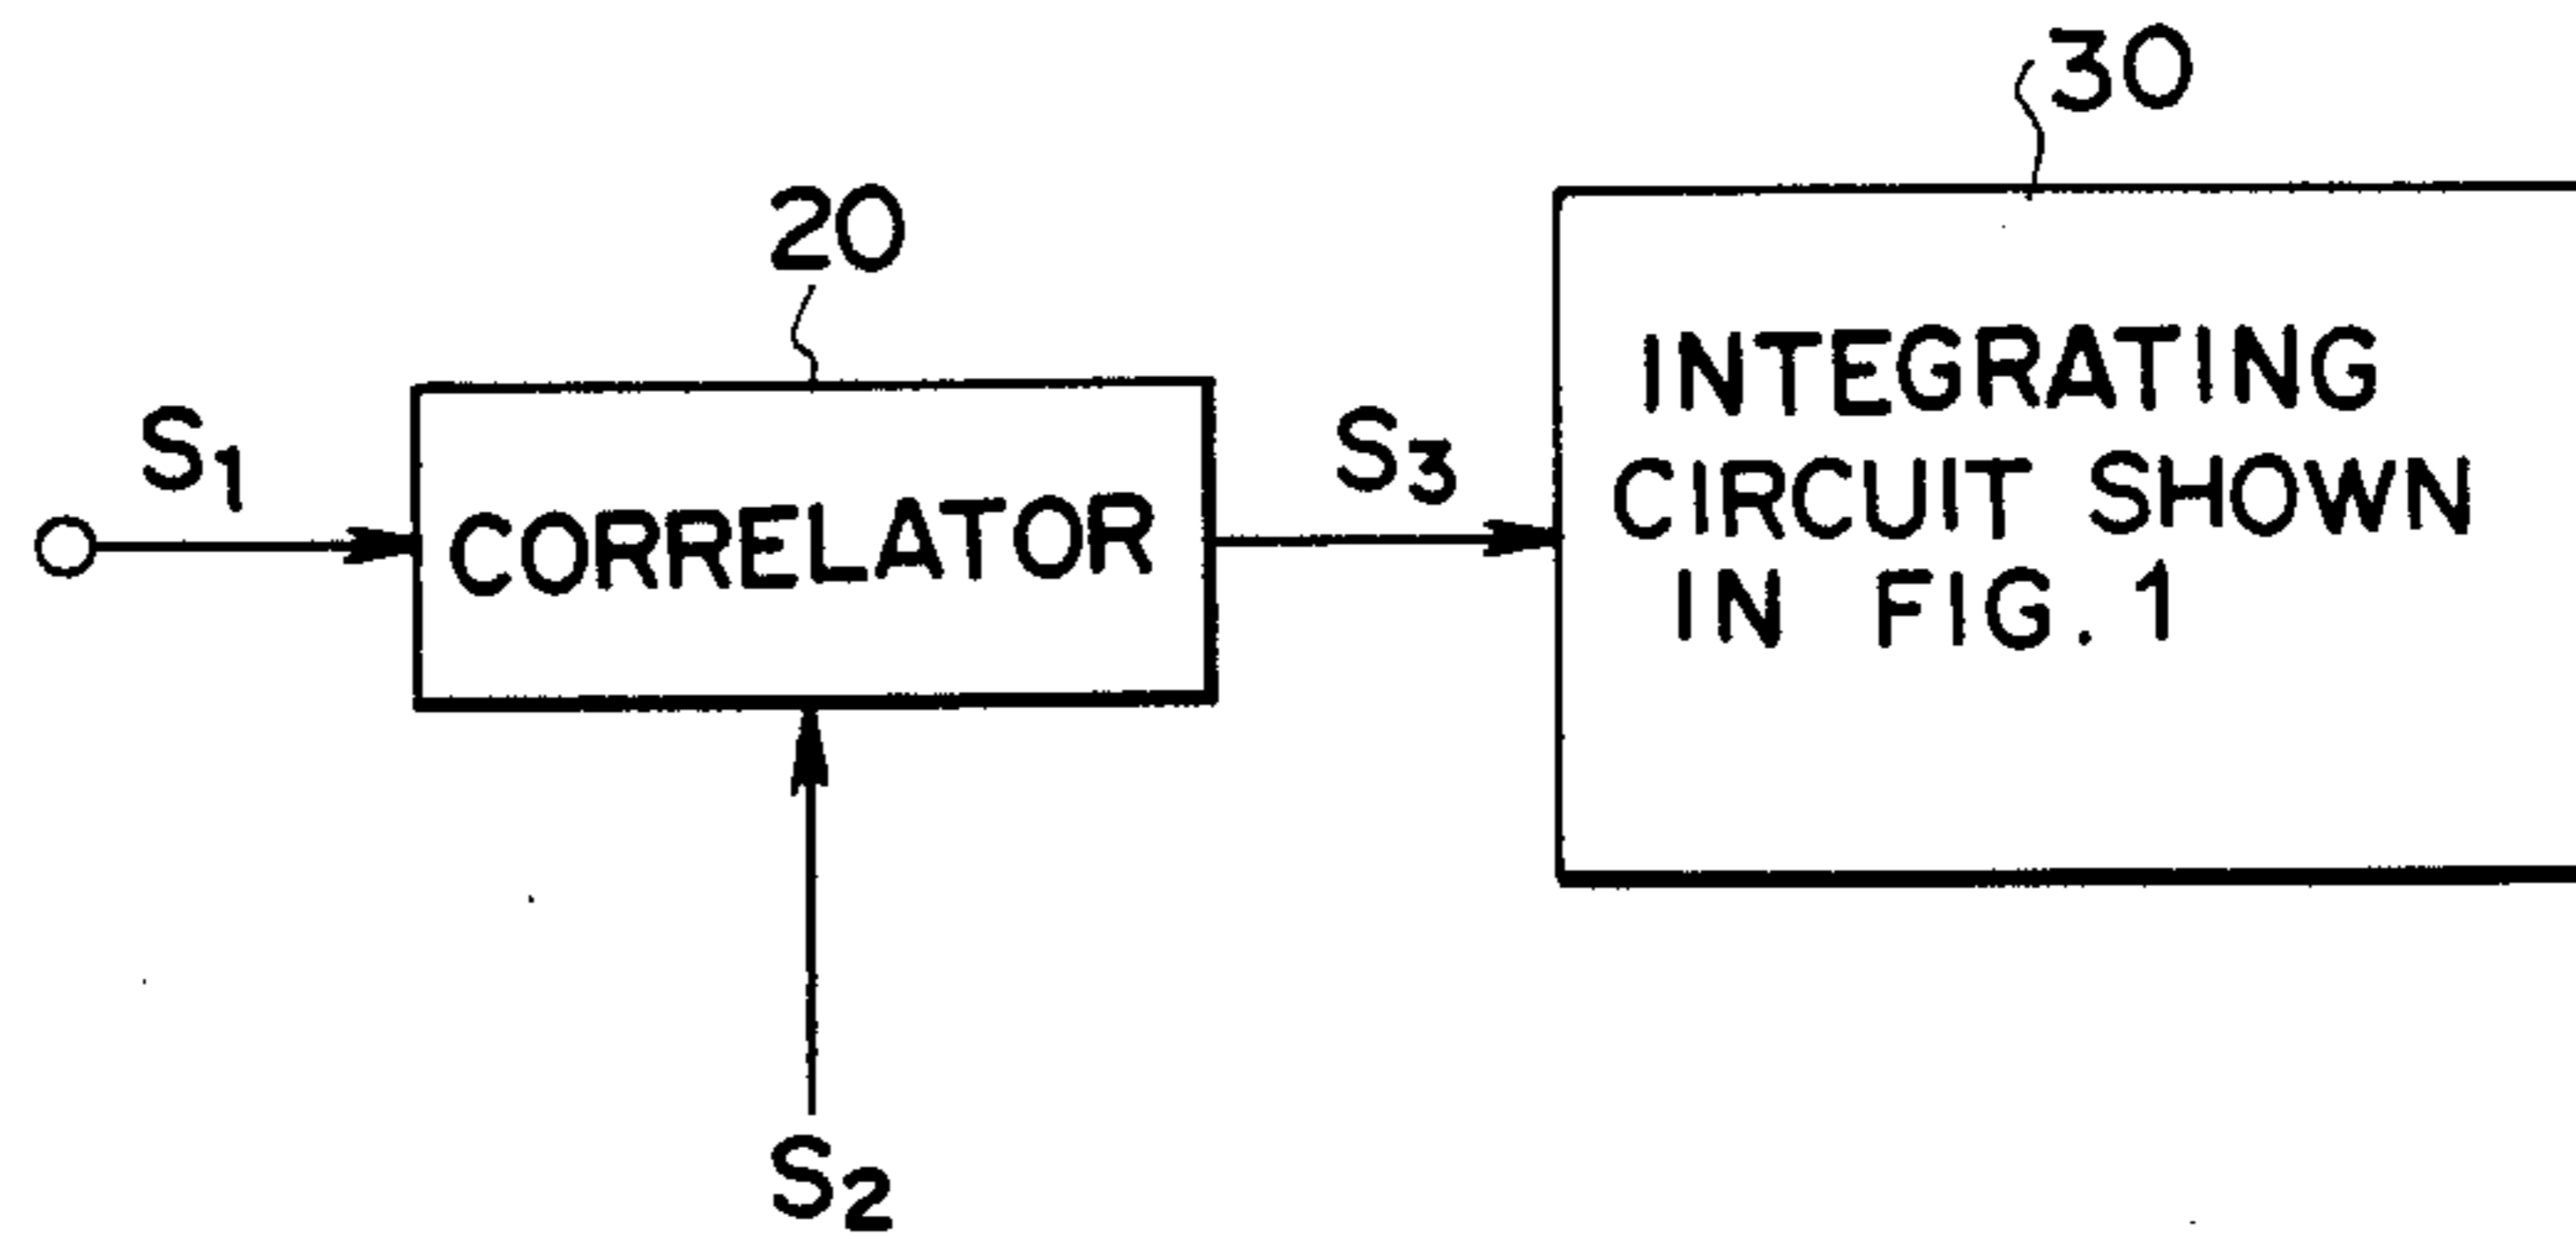 30
20
S1
CORRELATOR
S3
INTEGRATING
CIRCUIT SHOWN
IN FIG. 1
S2